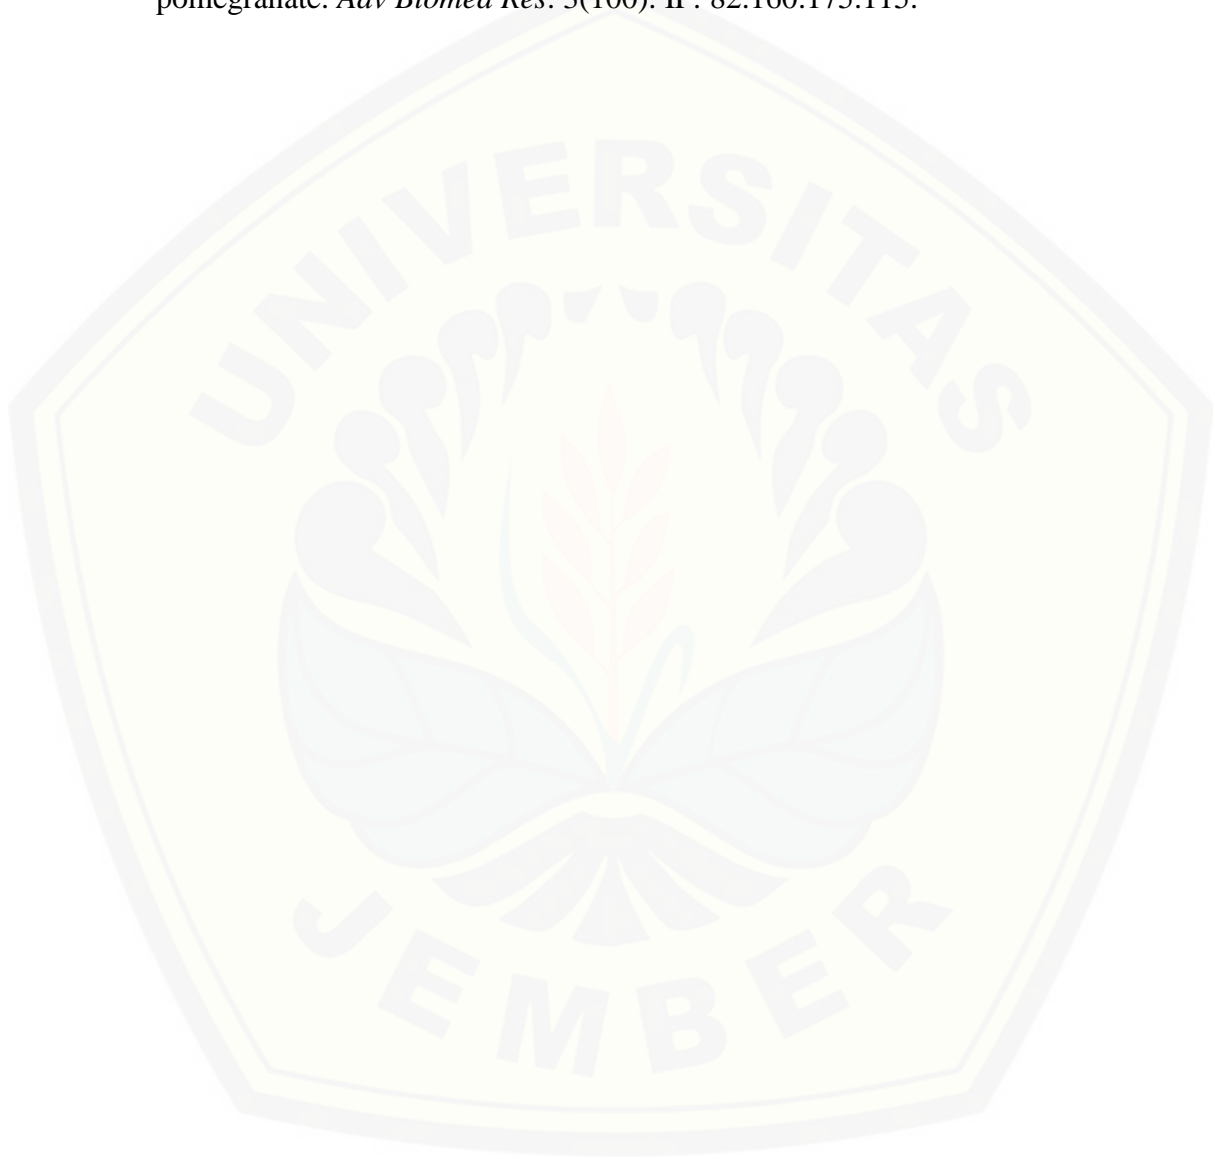 pomegranate. Adv Biomed Res. 3(100). IP: 82.160.175.115.
UNIVERSITAS
JEMBER